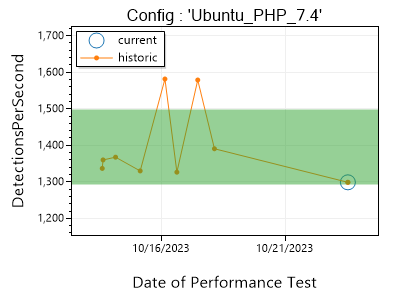 Config : 'Ubuntu_PHP_7.4'
current
historic
DetectionsPerSecond
1,700
1,600
1,500
1,400
1,300
1,200
10/16/2023
10/21/2023
Date of Performance Test